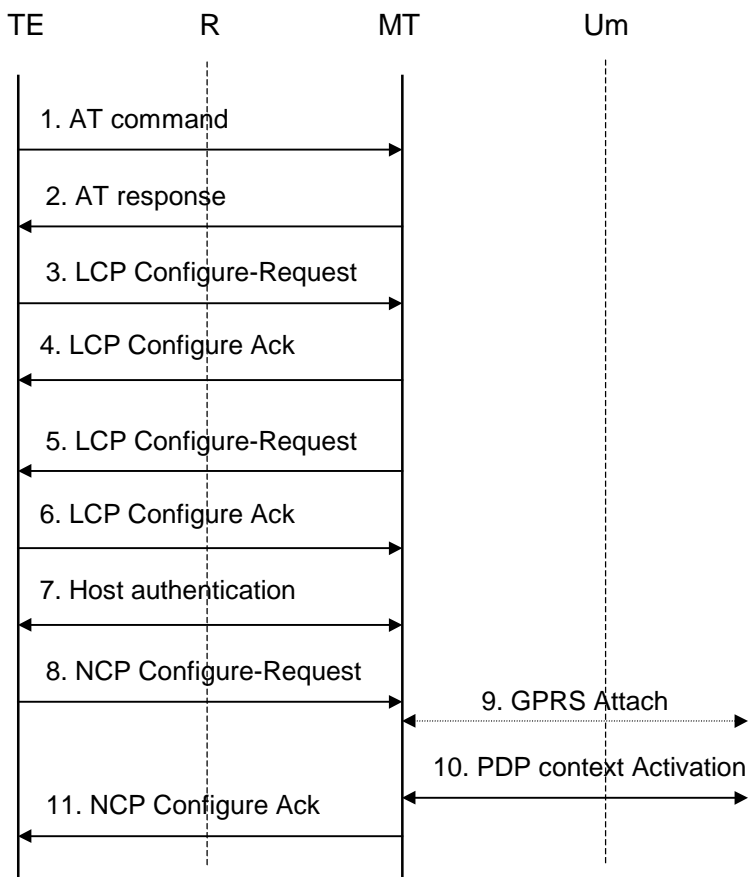 TE R MT Um
1. AT command
2. AT response
3. LCP Configure-Request
4. LCP Configure Ack
5. LCP Configure-Request
6. LCP Configure Ack
7. Host authentication
8. NCP Configure-Request
9. GPRS Attach
10. PDP context Activation
11. NCP Configure Ack